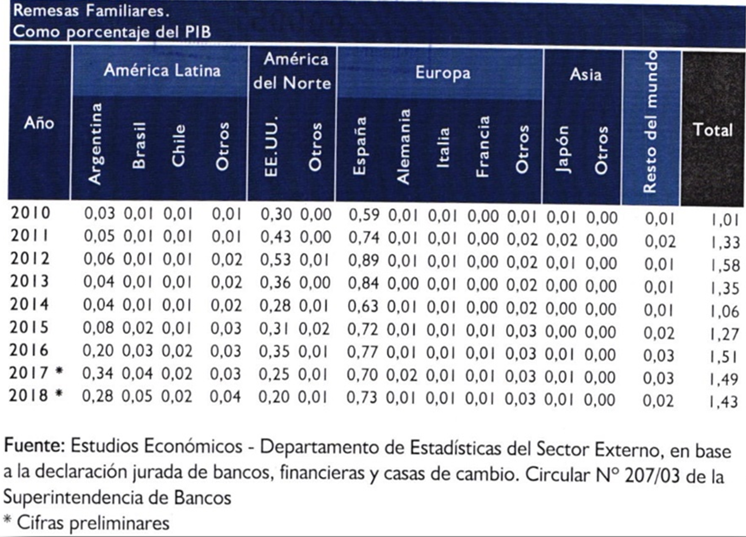 Remesas Familiares.
Como porcentaje del PIB
Año América Latina América del Norte Europa Asia Resto del mundo Total
Argentina Brasil Chile Otros EE.UU. Otros España Alemania Italia Francia Otros Japón Otros
2010 0,03 0,01 0,01 0,01 0,30 0,00 0,59 0,01 0,01 0,00 0,01 0,01 0,00 0,01 1,01
2011 0,05 0,01 0,01 0,01 0,43 0,00 0,74 0,01 0,01 0,00 0,02 0,02 0,00 0,02 1,33
2012 0,06 0,01 0,01 0,02 0,53 0,01 0,89 0,01 0,01 0,00 0,02 0,01 0,00 0,01 1,58
2013 0,04 0,01 0,01 0,02 0,36 0,00 0,84 0,00 0,01 0,00 0,02 0,00 0,00 0,01 1,35
2014 0,04 0,01 0,01 0,02 0,28 0,01 0,63 0,01 0,01 0,00 0,02 0,00 0,00 0,01 1,06
2015 0,08 0,02 0,01 0,03 0,31 0,02 0,72 0,01 0,01 0,01 0,03 0,00 0,00 0,02 1,27
2016 0,20 0,03 0,02 0,03 0,35 0,01 0,77 0,01 0,01 0,01 0,03 0,01 0,00 0,03 1,51
2017 * 0,34 0,04 0,02 0,03 0,25 0,01 0,70 0,02 0,01 0,01 0,03 0,01 0,00 0,03 1,49
2018 * 0,28 0,05 0,02 0,04 0,20 0,01 0,73 0,01 0,01 0,01 0,03 0,01 0,00 0,02 1,43
Fuente: Estudios Económicos - Departamento de Estadísticas del Sector Externo, en base
a la declaración jurada de bancos, financieras y casas de cambio. Circular Nº 207/03 de la
Superintendencia de Bancos
* Cifras preliminares